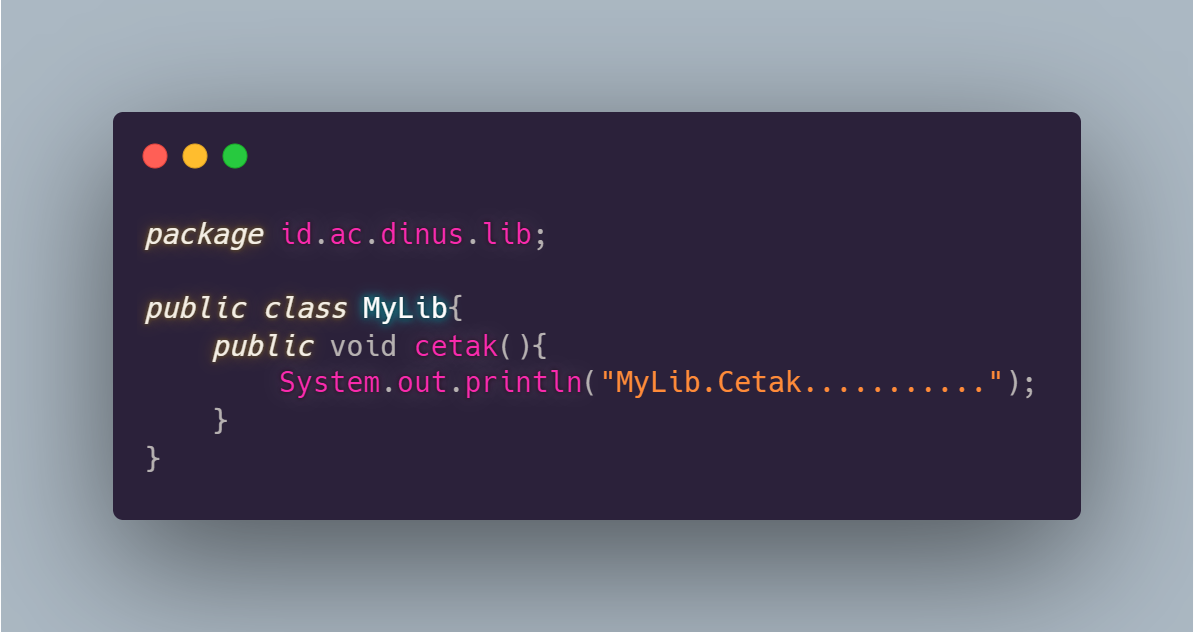 package id.ac.dinus.lib;

public class MyLib{
    public void cetak(){
        System.out.println("MyLib.Cetak...........");
    }
}